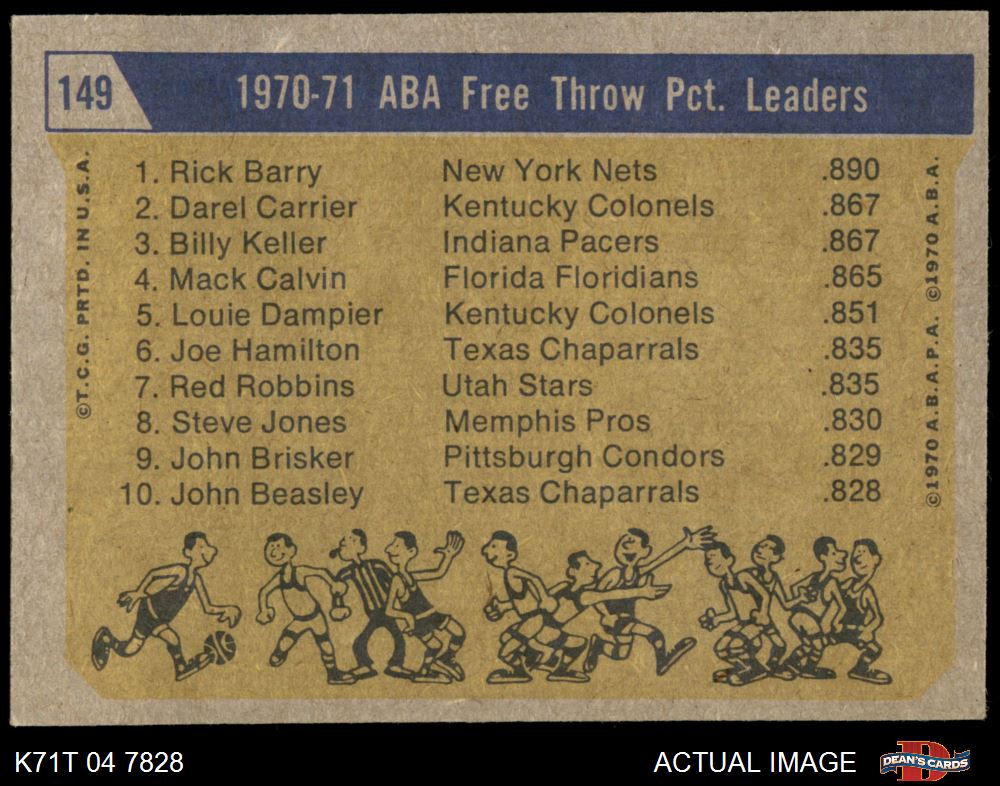 149 1970-71 ABA Free Throw Pct. Leaders
1. Rick Barry New York Nets .890
2. Darel Carrier Kentucky Colonels .867
3. Billy Keller Indiana Pacers .867
4. Mack Calvin Florida Floridians .865
5. Louie Dampier Kentucky Colonels .851
6. Joe Hamilton Texas Chaparrals .835
7. Red Robbins Utah Stars .835
8. Steve Jones Memphis Pros .830
9. John Brisker Pittsburgh Condors .829
10. John Beasley Texas Chaparrals .828
©T.C.G. PRTD. IN U.S.A.
©1970 A.B.A.P.A. ©1970 A.B.A.
K71T 04 7828 ACTUAL IMAGE
D
DEAN'S CARDS